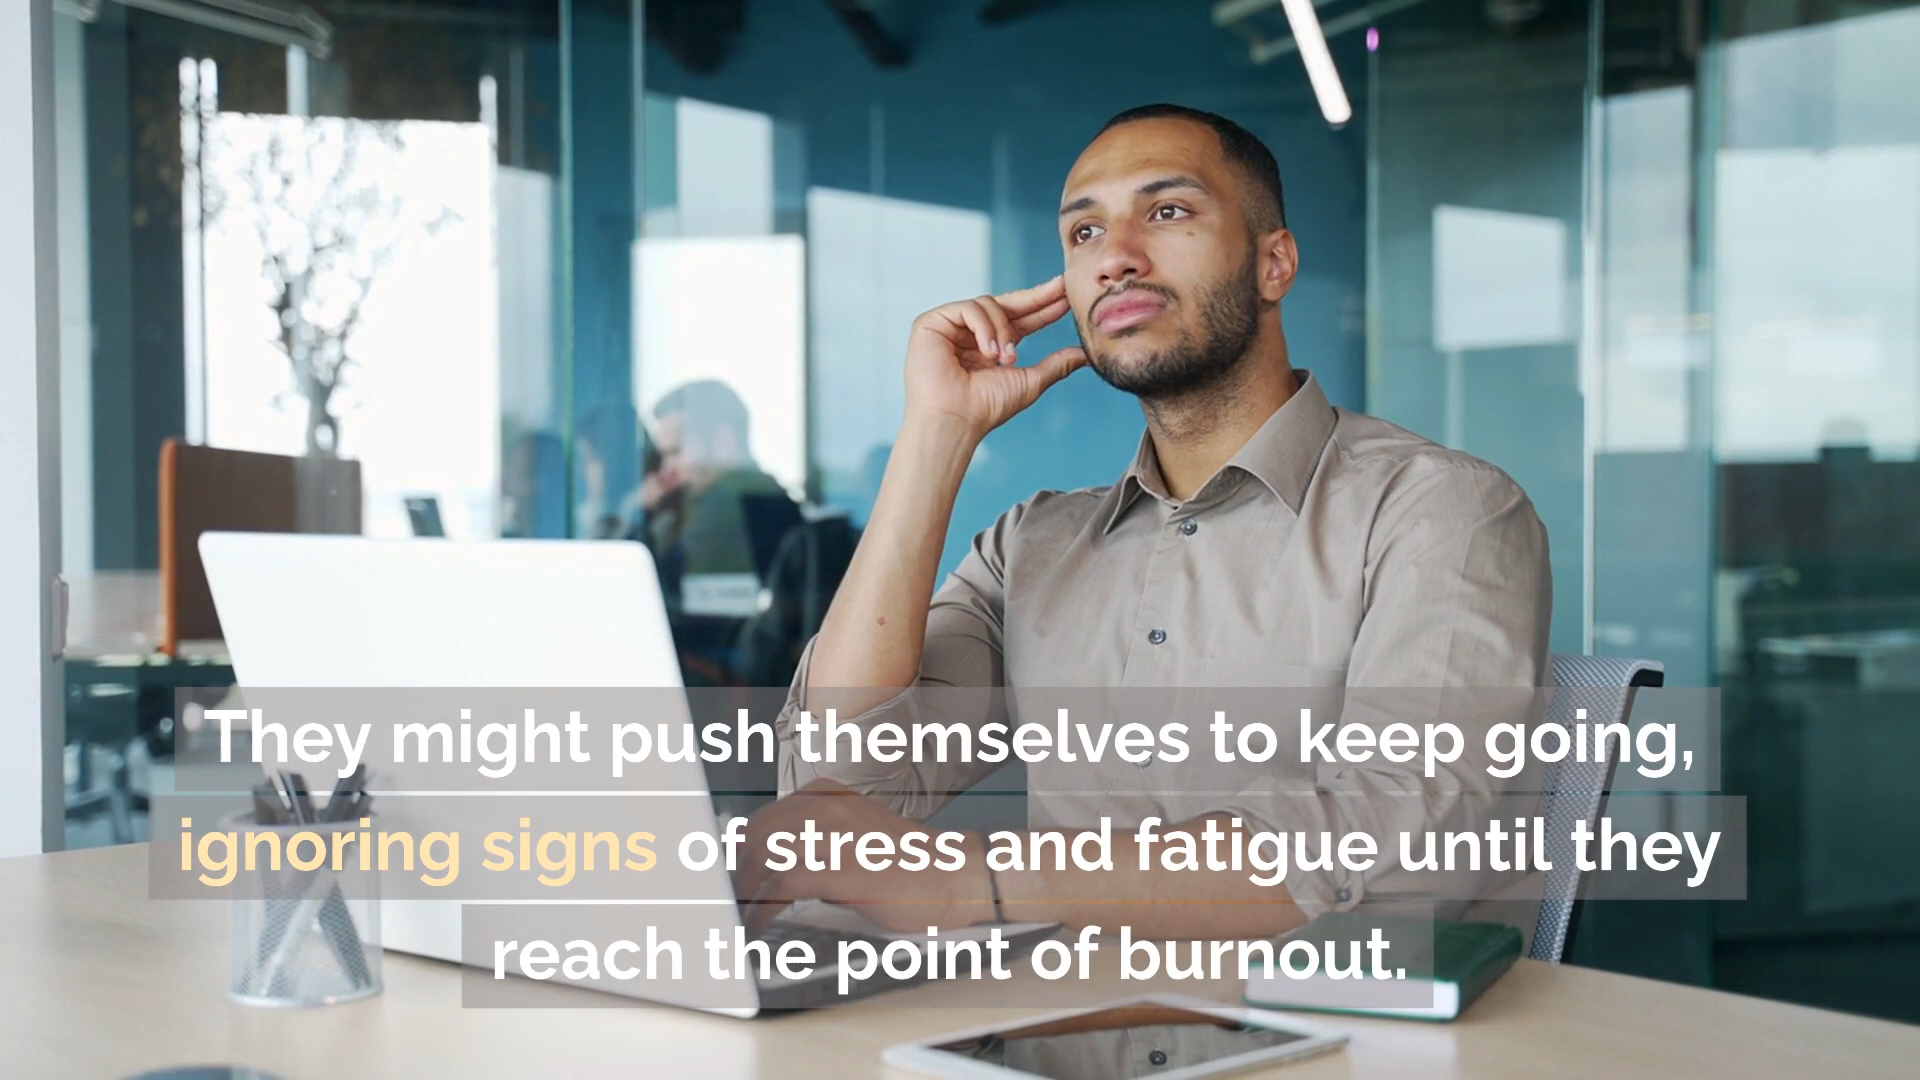 They might push themselves to keep going,
ignoring signs of stress and fatigue until they
reach the point of burnout.